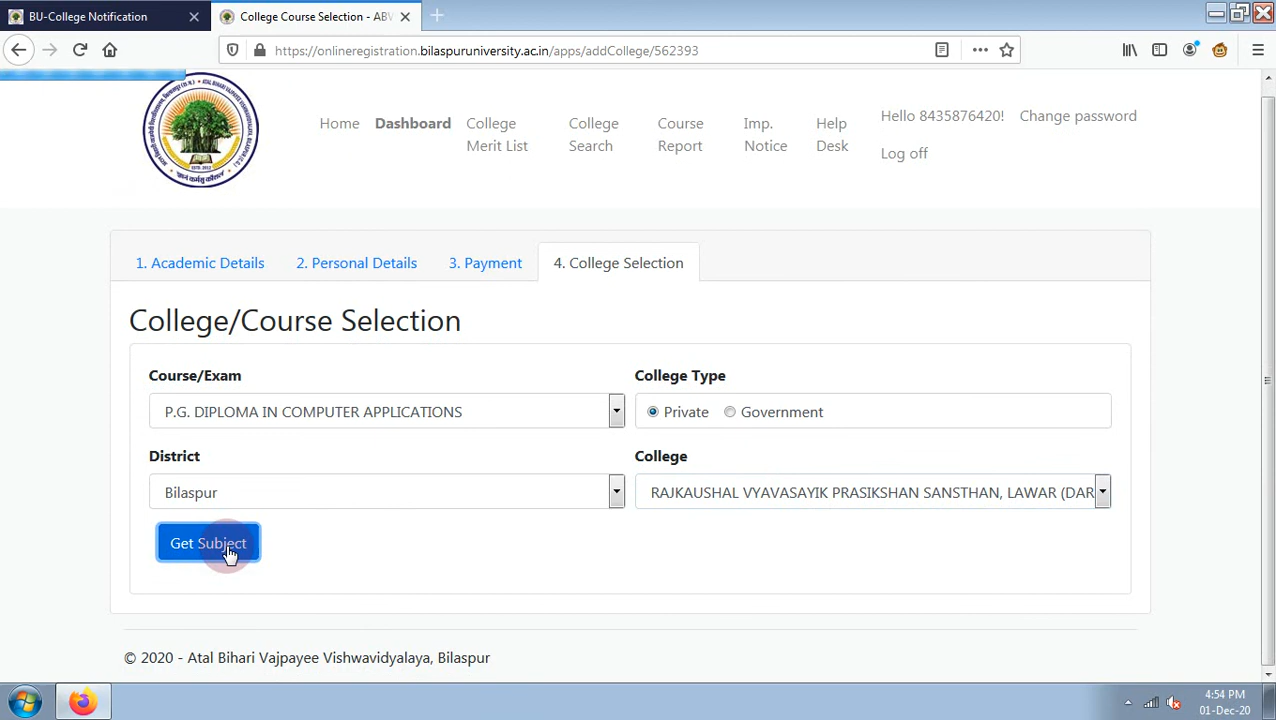 BU-College Notification
College Course Selection - ABV
https://onlineregistration.bilaspuruniversity.ac.in/apps/addCollege/562393
Home
Dashboard
College Merit List
College Search
Course Report
Imp. Notice
Help Desk
Hello 8435876420!
Change password
Log off
1. Academic Details
2. Personal Details
3. Payment
4. College Selection
College/Course Selection
Course/Exam
College Type
P.G. DIPLOMA IN COMPUTER APPLICATIONS
Private
Government
District
College
Bilaspur
RAJKAUSHAL VYAVASAYIK PRASIKSHAN SANSTHAN, LAWAR (DAR
Get Subject
© 2020 - Atal Bihari Vajpayee Vishwavidyalaya, Bilaspur
4:54 PM
01-Dec-20